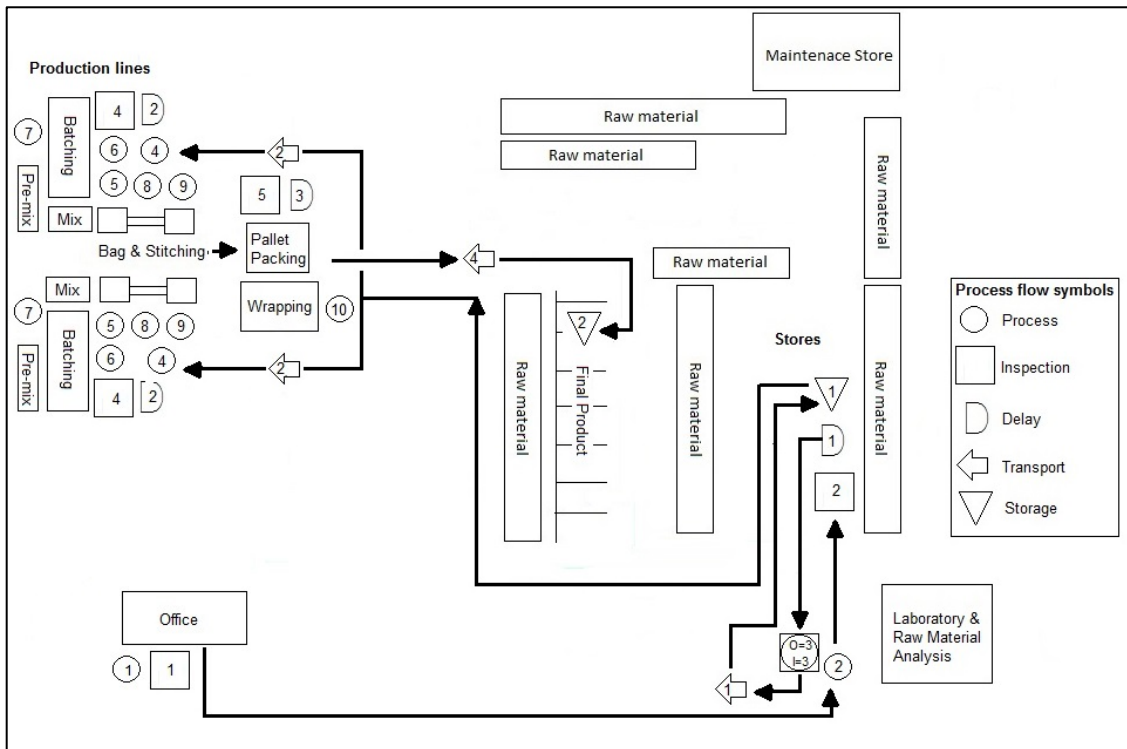 Maintenace Store
Production lines
Raw material
Raw material
4
2
7
Batching
6
4
2
Pre-mix
5
8
9
5
3
Raw material
Mix
Bag & Stitching
Pallet
Packing
4
Raw material
Mix
Wrapping
10
7
5
8
9
Batching
6
4
2
Pre-mix
4
2
Raw material
2
Final Product
Raw material
Stores
1
1
2
Raw material
Process flow symbols
Process
Inspection
Delay
Transport
Storage
Office
1
1
O=3
I=3
2
1
Laboratory &
Raw Material
Analysis